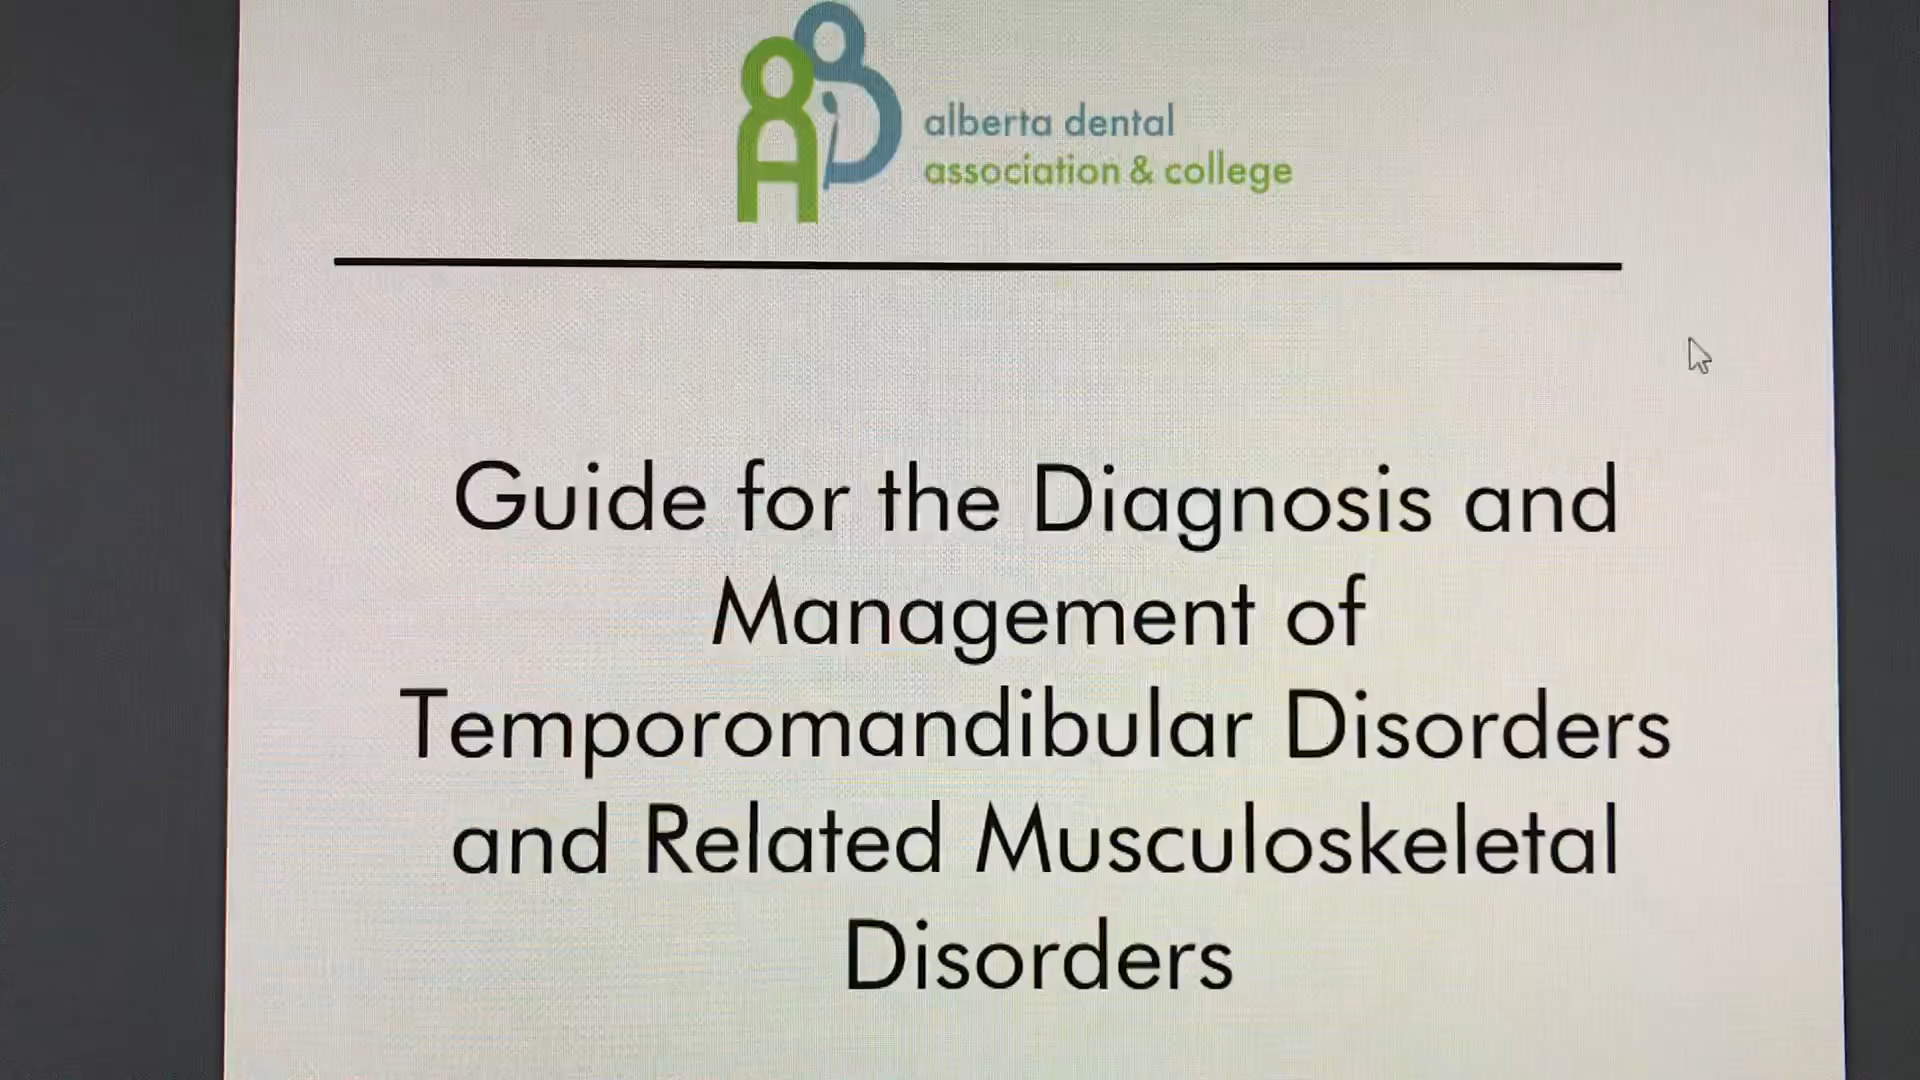 alberta dental
association & college
Guide for the Diagnosis and
Management of
Temporomandibular Disorders
and Related Musculoskeletal
Disorders